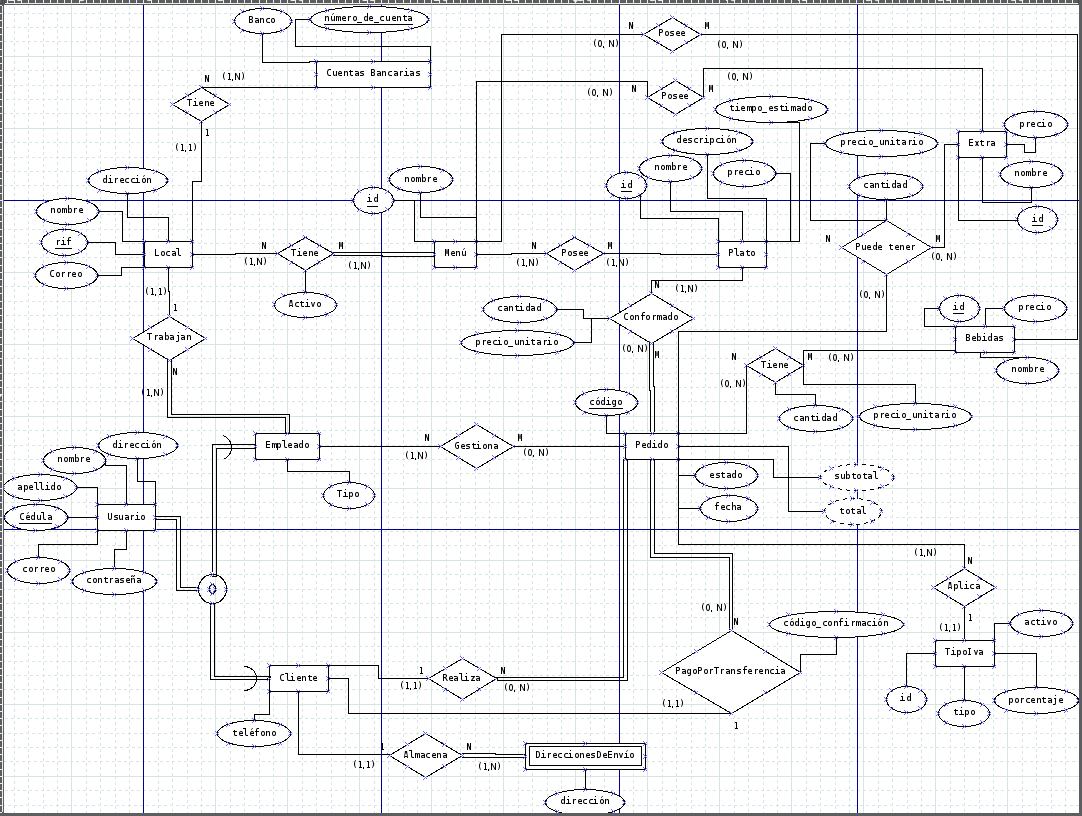 Banco
número_de_cuenta
N
Posee
M
(0, N)
(0, N)
Cuentas Bancarias
N
(1,N)
(0, N)
(0, N)
N
Posee
M
Tiene
tiempo_estimado
1
(1,1)
precio
descripción
precio_unitario
Extra
nombre
precio
nombre
dirección
nombre
id
cantidad
id
nombre
id
rif
Correo
Local
(1,N)
N
Tiene
M
(1,N)
Menú
N
(1,N)
Posee
M
(1,N)
Plato
N
Puede tener
M
(0, N)
(1,1)
1
Activo
N
(1,N)
(0, N)
cantidad
Conformado
id
precio
Trabajan
precio_unitario
(0, N)
M
Bebidas
N
Tiene
M
(0, N)
nombre
N
(1,N)
(0, N)
código
cantidad
precio_unitario
dirección
Empleado
N
(1,N)
Gestiona
M
(0, N)
Pedido
nombre
apellido
Tipo
estado
subtotal
Cédula
Usuario
fecha
total
correo
contraseña
(1,N)
N
Aplica
(0, N)
N
1
(1,1)
código_confirmación
activo
TipoIva
Cliente
1
(1,1)
Realiza
N
(0, N)
PagoPorTransferencia
(1,1)
1
id
tipo
porcentaje
teléfono
1
(1,1)
Almacena
N
(1,N)
DireccionesDeEnvío
dirección